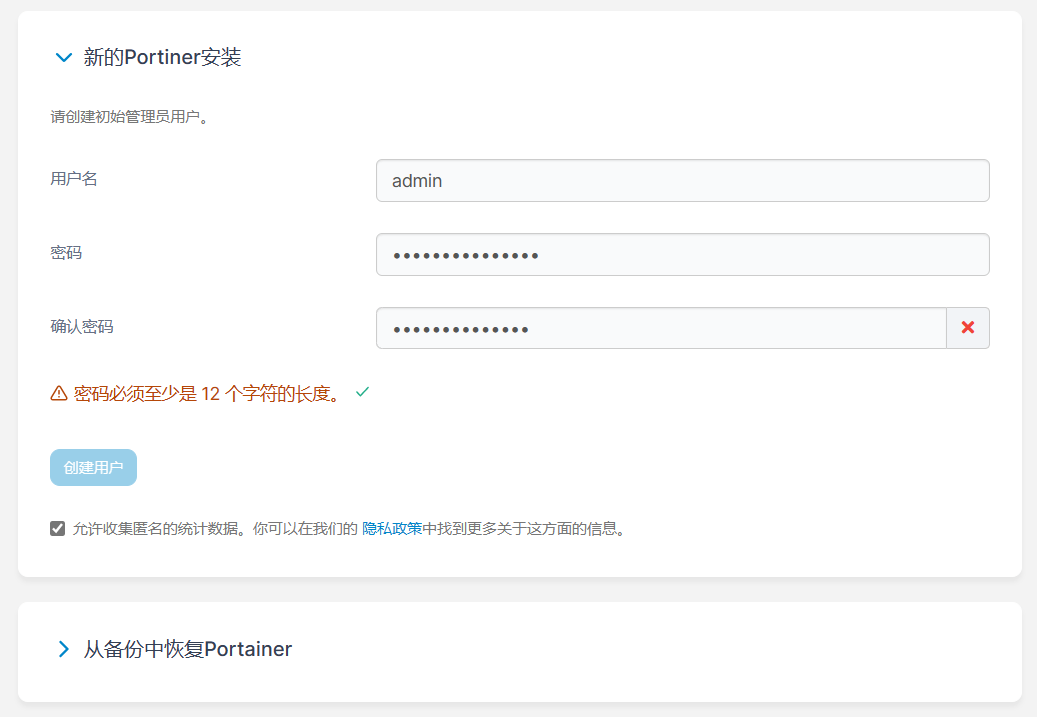 新的Portiner安装
请创建初始管理员用户。
用户名
admin
密码
•••••••••••••••
确认密码
••••••••••••••
密码必须至少是 12 个字符的长度。
创建用户
允许收集匿名的统计数据。你可以在我们的 隐私政策中找到更多关于这方面的信息。
从备份中恢复Portainer